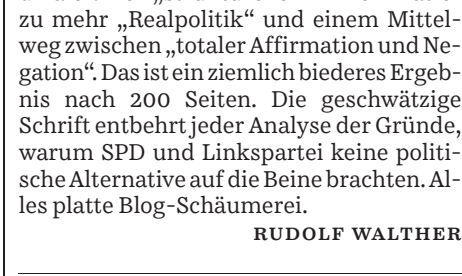 zu mehr „Realpolitik“ und einem Mittel-
weg zwischen „totaler Affirmation und Ne-
gation“. Das ist ein ziemlich biederes Ergeb-
nis nach 200 Seiten. Die geschwätzige
Schrift entbehrt jeder Analyse der Gründe,
warum SPD und Linkspartei keine politi-
sche Alternative auf die Beine brachten. Al-
les platte Blog-Schäumerei.
RUDOLF WALTHER